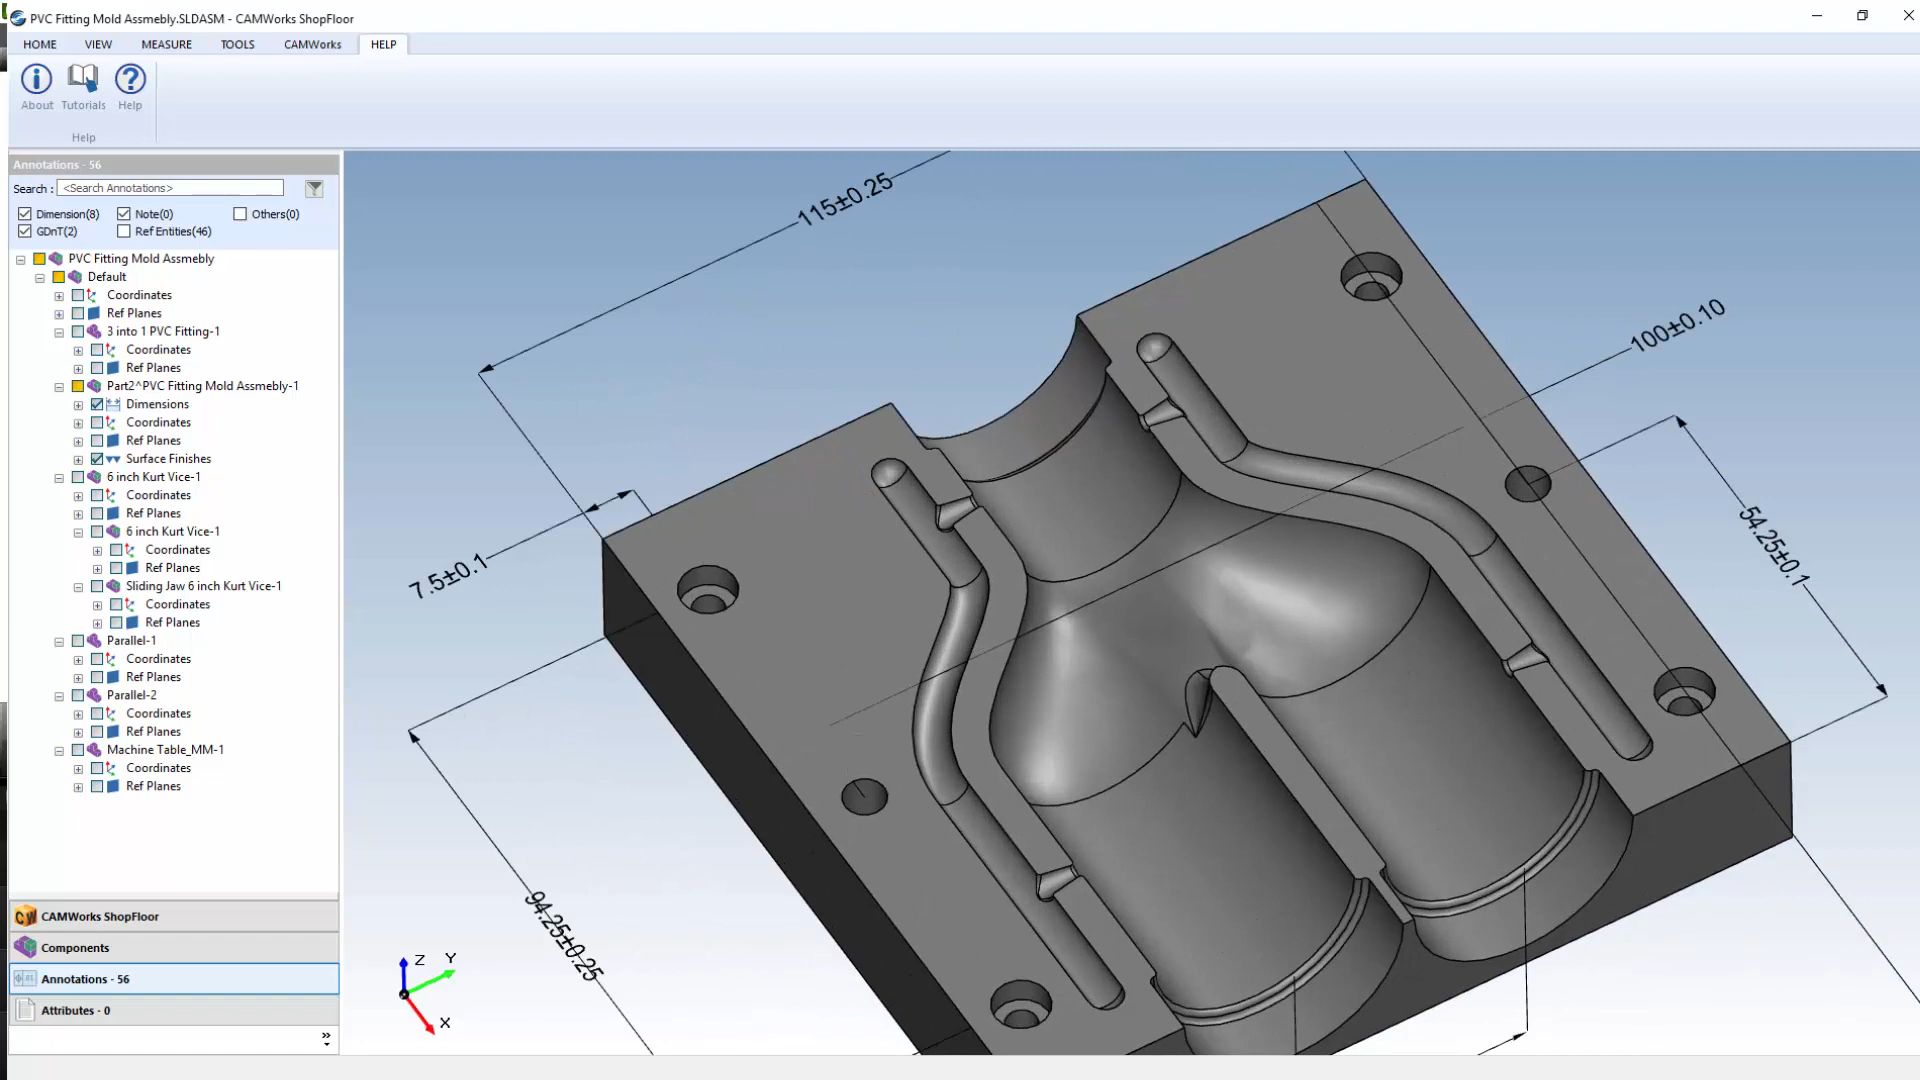 PVC Fitting Mold Assmebly.SLDASM - CAMWorks ShopFloor
HOME VIEW MEASURE TOOLS CAMWorks HELP
About Tutorials Help
Help
Annotations - 56
Search : <Search Annotations>
Dimension(8) Note(0) Others(0)
GDnT(2) Ref Entities(46)
PVC Fitting Mold Assmebly
Default
Coordinates
Ref Planes
3 into 1 PVC Fitting-1
Coordinates
Ref Planes
Part2^PVC Fitting Mold Assmebly-1
Dimensions
Coordinates
Ref Planes
Surface Finishes
6 inch Kurt Vice-1
Coordinates
Ref Planes
6 inch Kurt Vice-1
Coordinates
Ref Planes
Sliding Jaw 6 inch Kurt Vice-1
Coordinates
Ref Planes
Parallel-1
Coordinates
Ref Planes
Parallel-2
Coordinates
Ref Planes
Machine Table_MM-1
Coordinates
Ref Planes
CAMWorks ShopFloor
Components
Annotations - 56
Attributes - 0
115±0.25
100±0.10
54.25±0.1
7.5±0.1
94.25±0.25
Z
Y
X